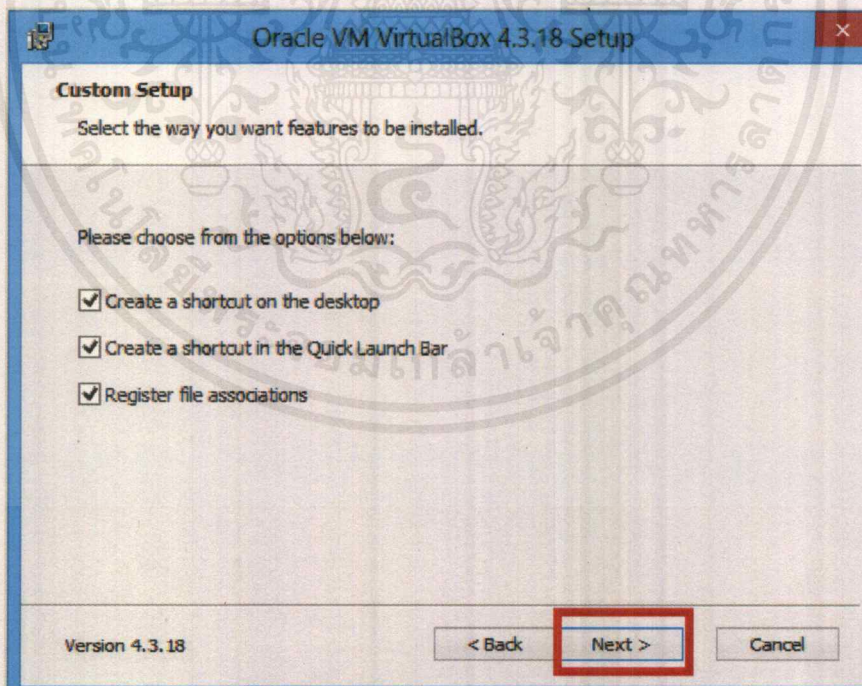 Oracle VM VirtualBox 4.3.18 Setup
Custom Setup
Select the way you want features to be installed.
Please choose from the options below:
Create a shortcut on the desktop
Create a shortcut in the Quick Launch Bar
Register file associations
Version 4.3.18
< Back
Next >
Cancel